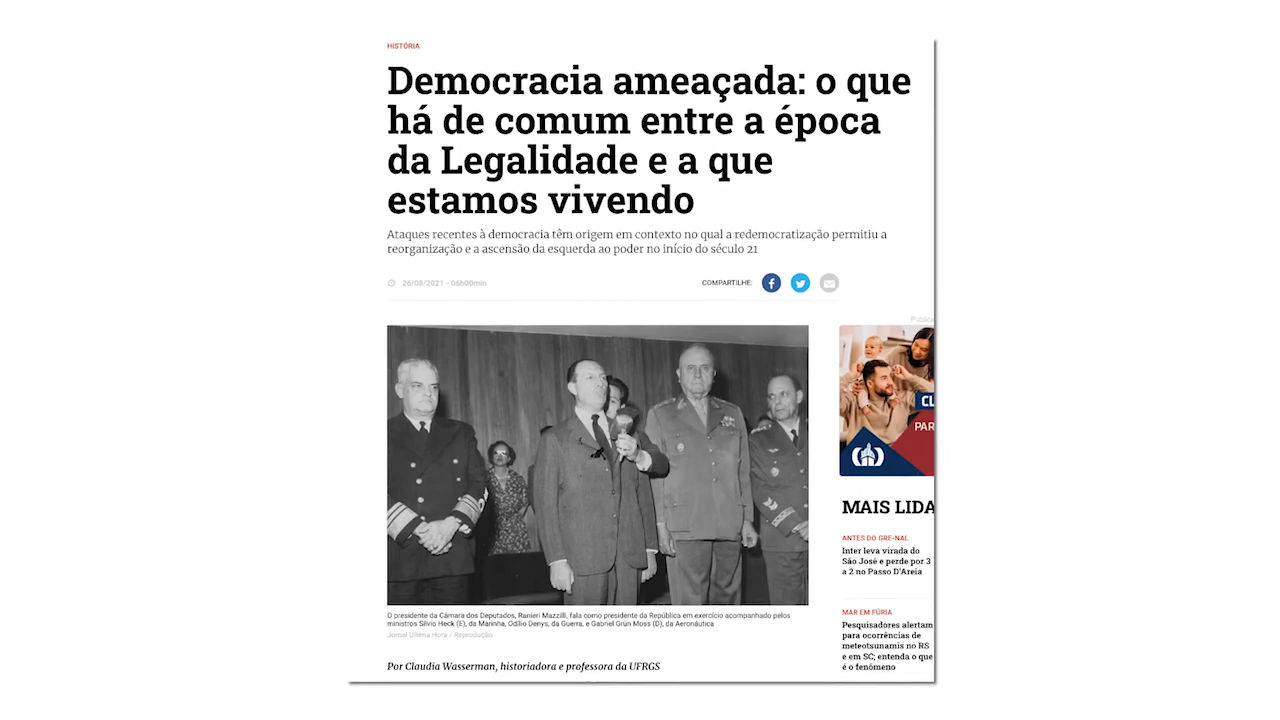 HISTÓRIA
Democracia ameaçada: o que
há de comum entre a época
da Legalidade e a que
estamos vivendo
Ataques recentes à democracia têm origem em contexto no qual a redemocratização permitiu a
reorganização e a ascensão da esquerda ao poder no início do século 21
26/08/2021 - 06h00min
COMPARTILHE:
O presidente da Câmara dos Deputados, Ranieri Mazzilli, fala como presidente da República em exercício acompanhado pelos
ministros Silvio Heck (E), da Marinha, Odílio Denys, da Guerra, e Gabriel Grün Moss (D), da Aeronáutica
Jornal Última Hora / Reprodução
Por Claudia Wasserman, historiadora e professora da UFRGS
CL
PAR
MAIS LIDA
ANTES DO GRE-NAL
Inter leva virada do
São José e perde por 3
a 2 no Passo D'Areia
MAR EM FÚRIA
Pesquisadores alertam
para ocorrências de
meteotsunamis no RS
e em SC; entenda o que
é o fenômeno